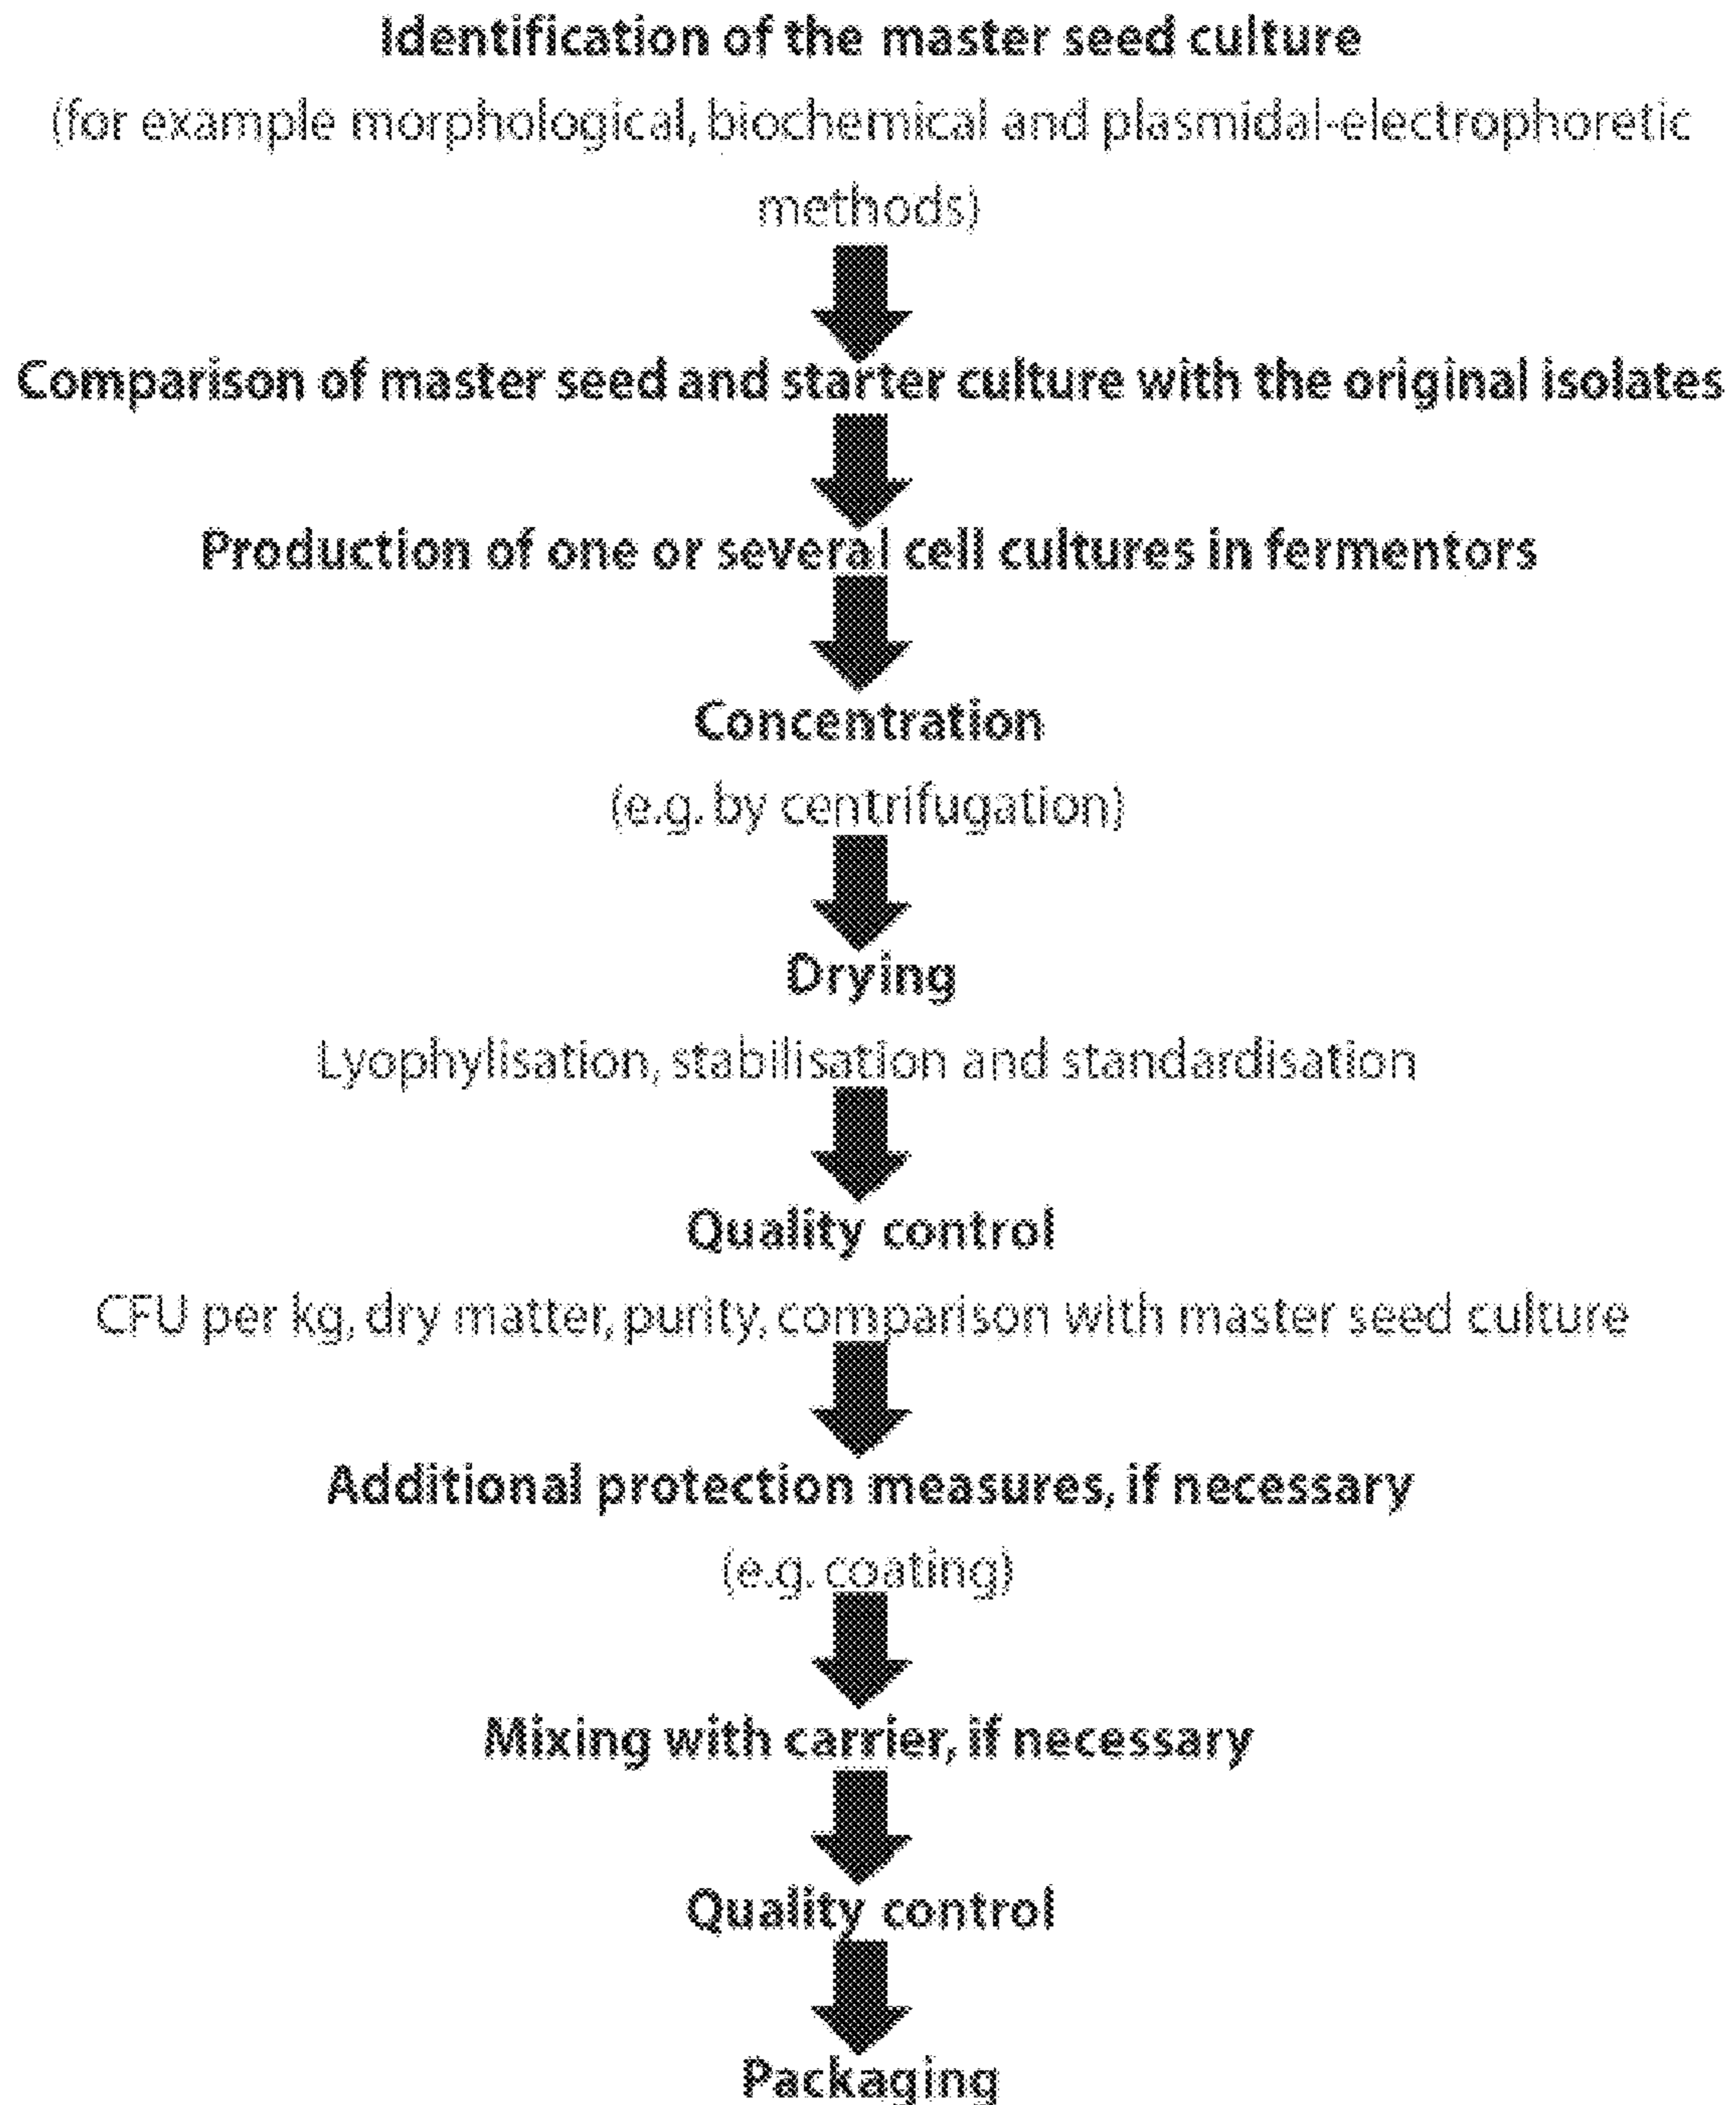 Identification of the master seed culture
(for example morphological, biochemical and plasmidal-electrophoretic
methods)
Comparison of master seed and starter culture with the original isolates
Production of one or several cell cultures in fermentors
Concentration
(e.g. by centrifugation)
Drying
Lyophylisation, stabilisation and standardisation
Quality control
CFU per kg, dry matter, purity, comparison with master seed culture
Additional protection measures, if necessary
(e.g. coating)
Mixing with carrier, if necessary
Quality control
Packaging